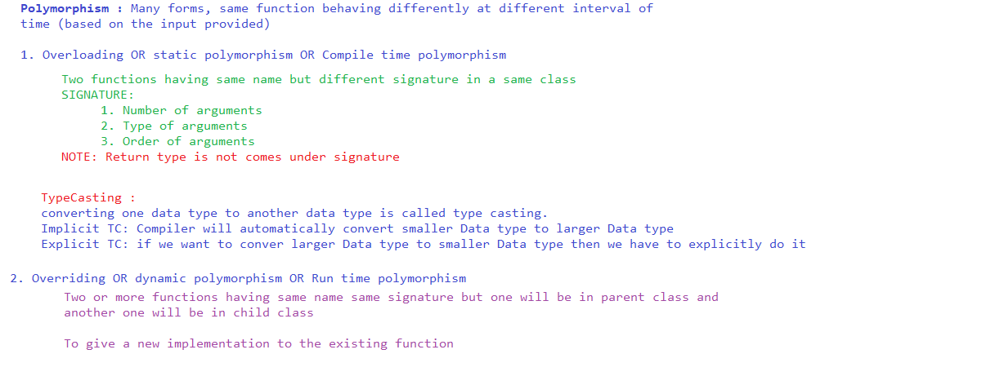 Polymorphism : Many forms, same function behaving differently at different interval of
time (based on the input provided)
1. Overloading OR static polymorphism OR Compile time polymorphism
Two functions having same name but different signature in a same class
SIGNATURE:
1. Number of arguments
2. Type of arguments
3. Order of arguments
NOTE: Return type is not comes under signature
TypeCasting :
converting one data type to another data type is called type casting.
Implicit TC: Compiler will automatically convert smaller Data type to larger Data type
Explicit TC: if we want to conver larger Data type to smaller Data type then we have to explicitly do it
2. Overriding OR dynamic polymorphism OR Run time polymorphism
Two or more functions having same name same signature but one will be in parent class and
another one will be in child class
To give a new implementation to the existing function